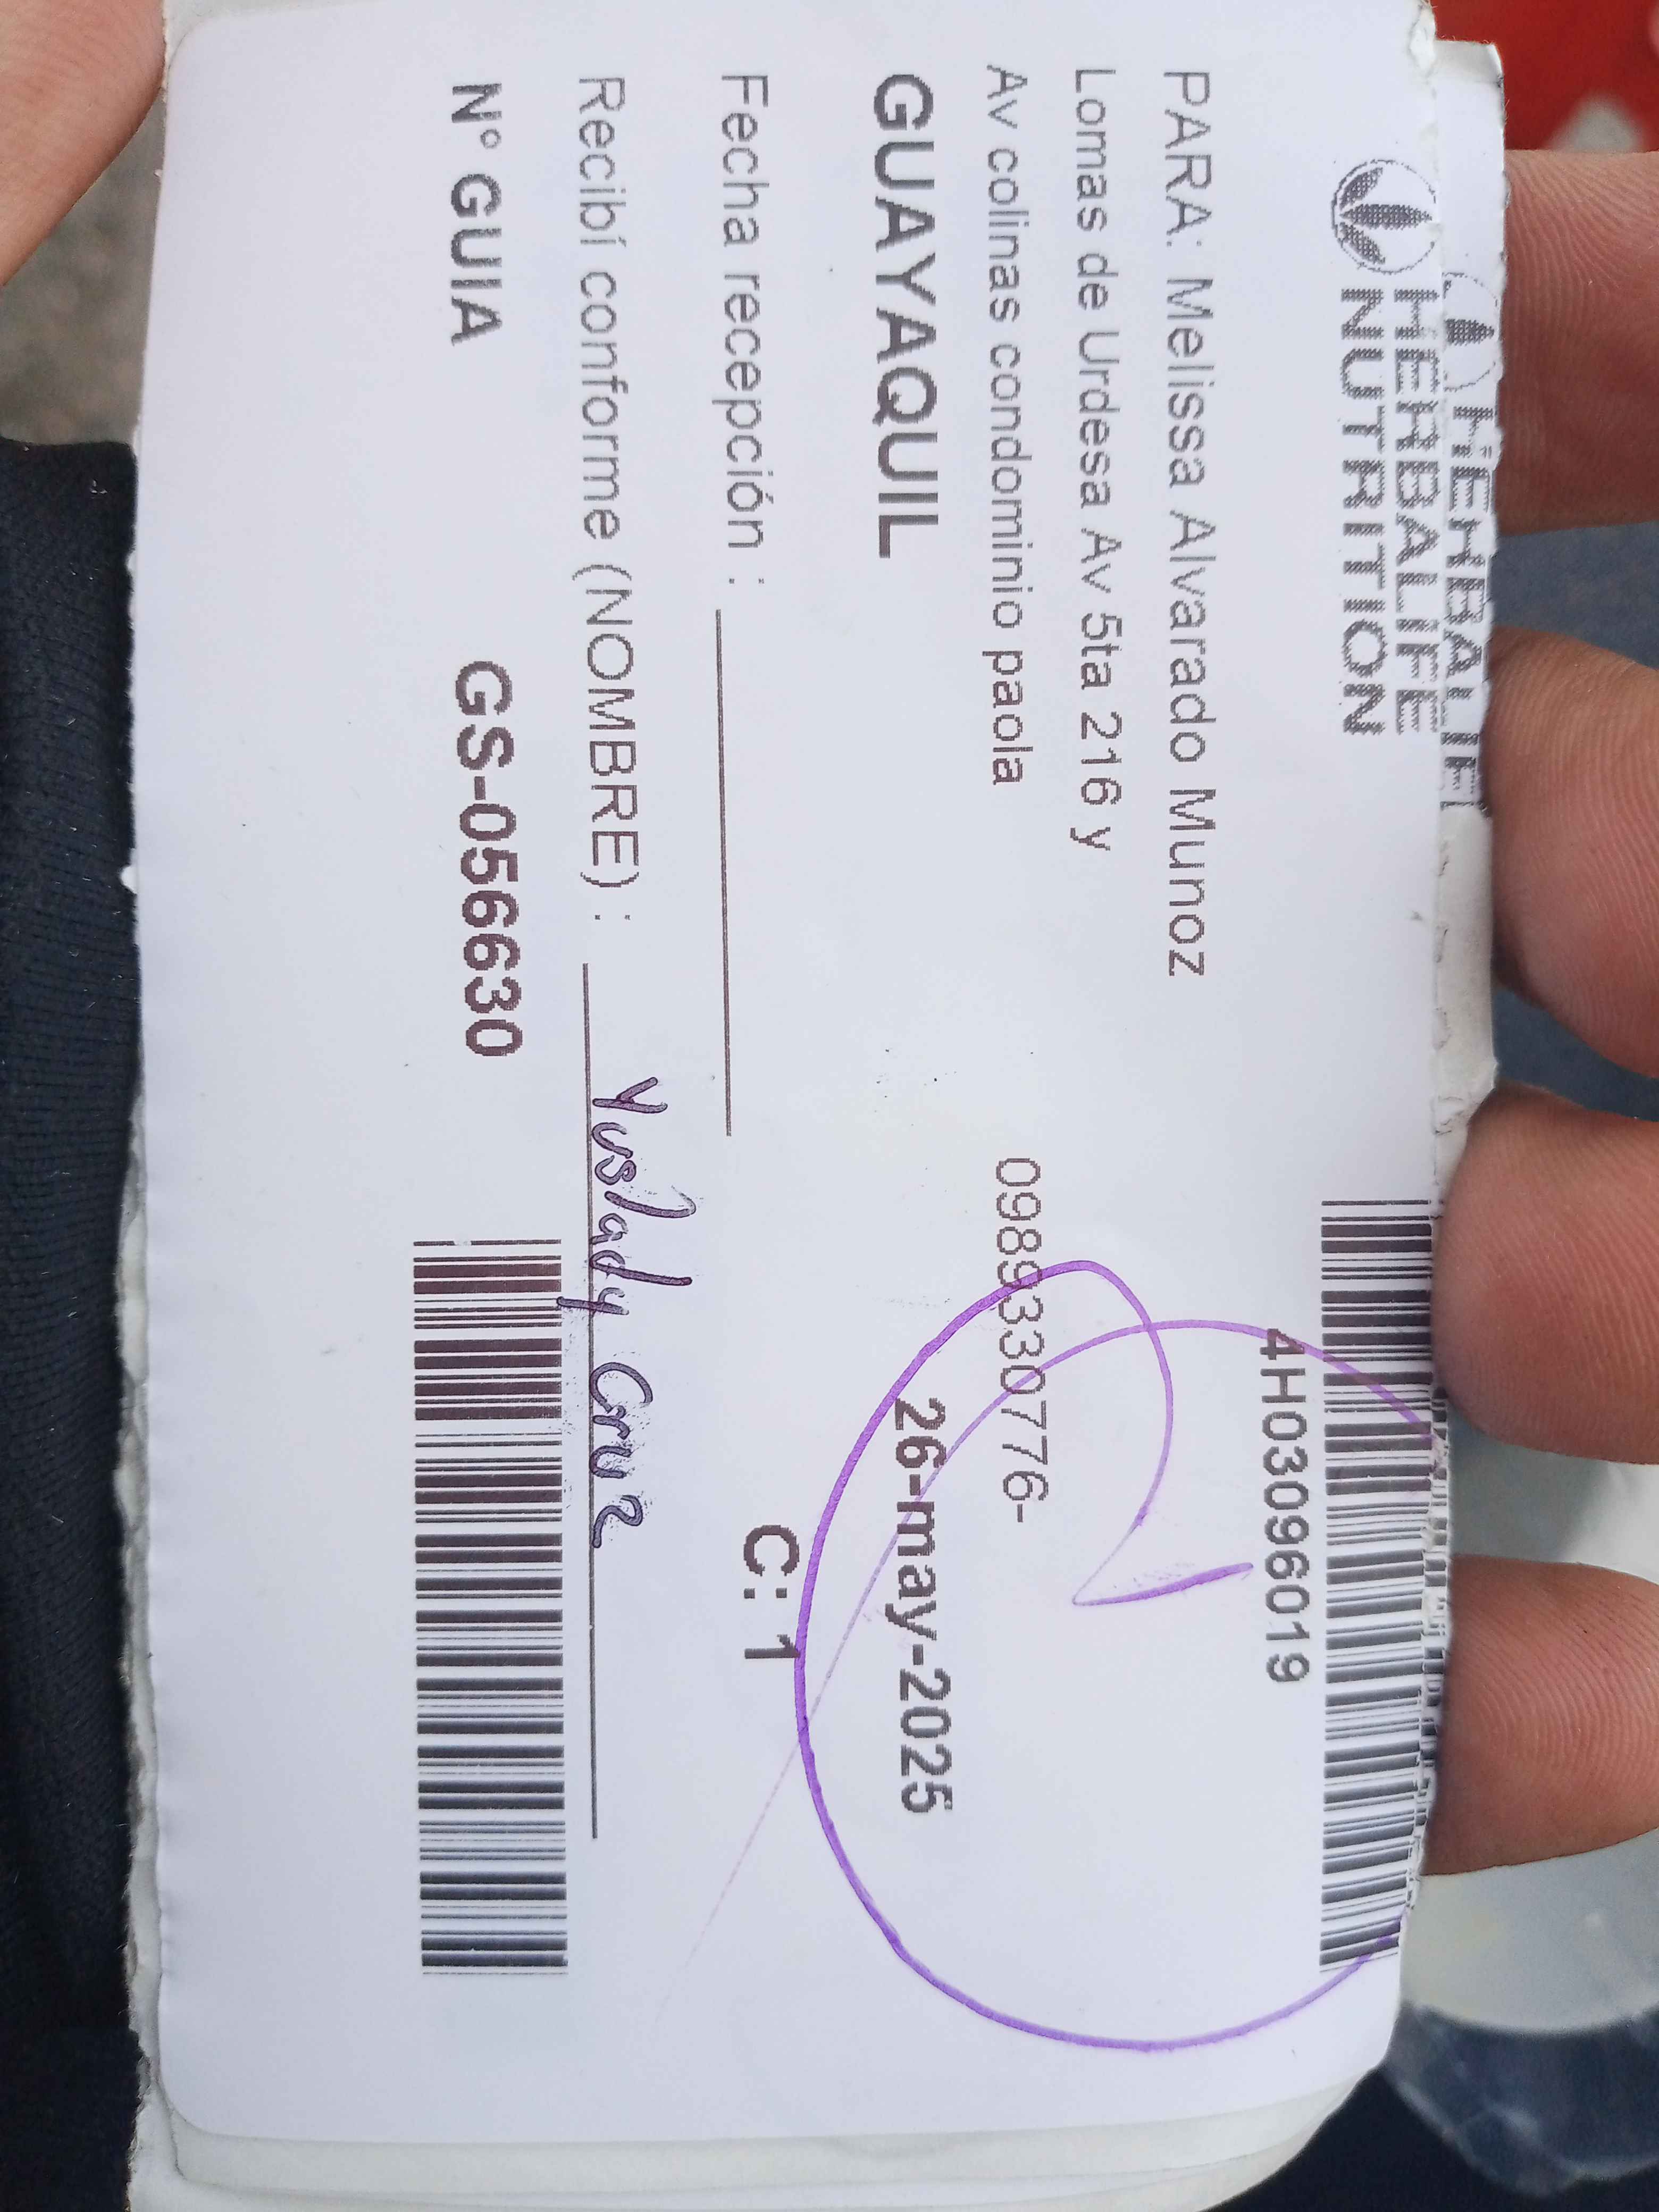 HERBALIFE
HERBALIFE
NUTRITION
4H03096019
PARA: Melissa Alvarado Munoz
Lomas de Urdesa Av 5ta 216 y
Av colinas condominio paola
0989330776-
GUAYAQUIL
26-may-2025
Fecha recepción :
C: 1
Recibí conforme (NOMBRE) : Yuslady Cruz
N° GUIA GS-056630